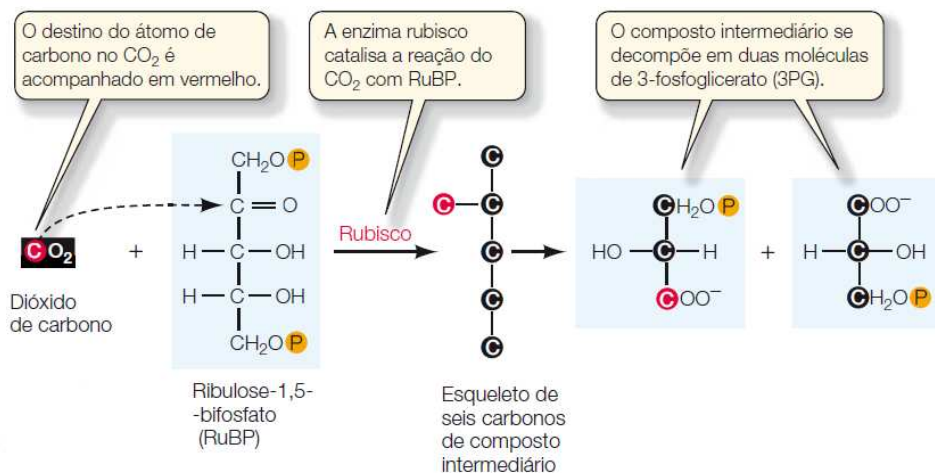 O destino do átomo de
carbono no CO₂ é
acompanhado em vermelho.
A enzima rubisco
catalisa a reação do
CO₂ com RuBP.
O composto intermediário se
decompõe em duas moléculas
de 3-fosfoglicerato (3PG).
CO₂
Dióxido
de carbono
+
CH₂O P
C = O
H — C — OH
H — C — OH
CH₂O P
Ribulose-1,5-
-bifosfato
(RuBP)
Rubisco
C
C — C
C
C
C
Esqueleto de
seis carbonos
de composto
intermediário
CH₂O P
HO — C — H
COO⁻
+
COO⁻
H — C — OH
CH₂O P